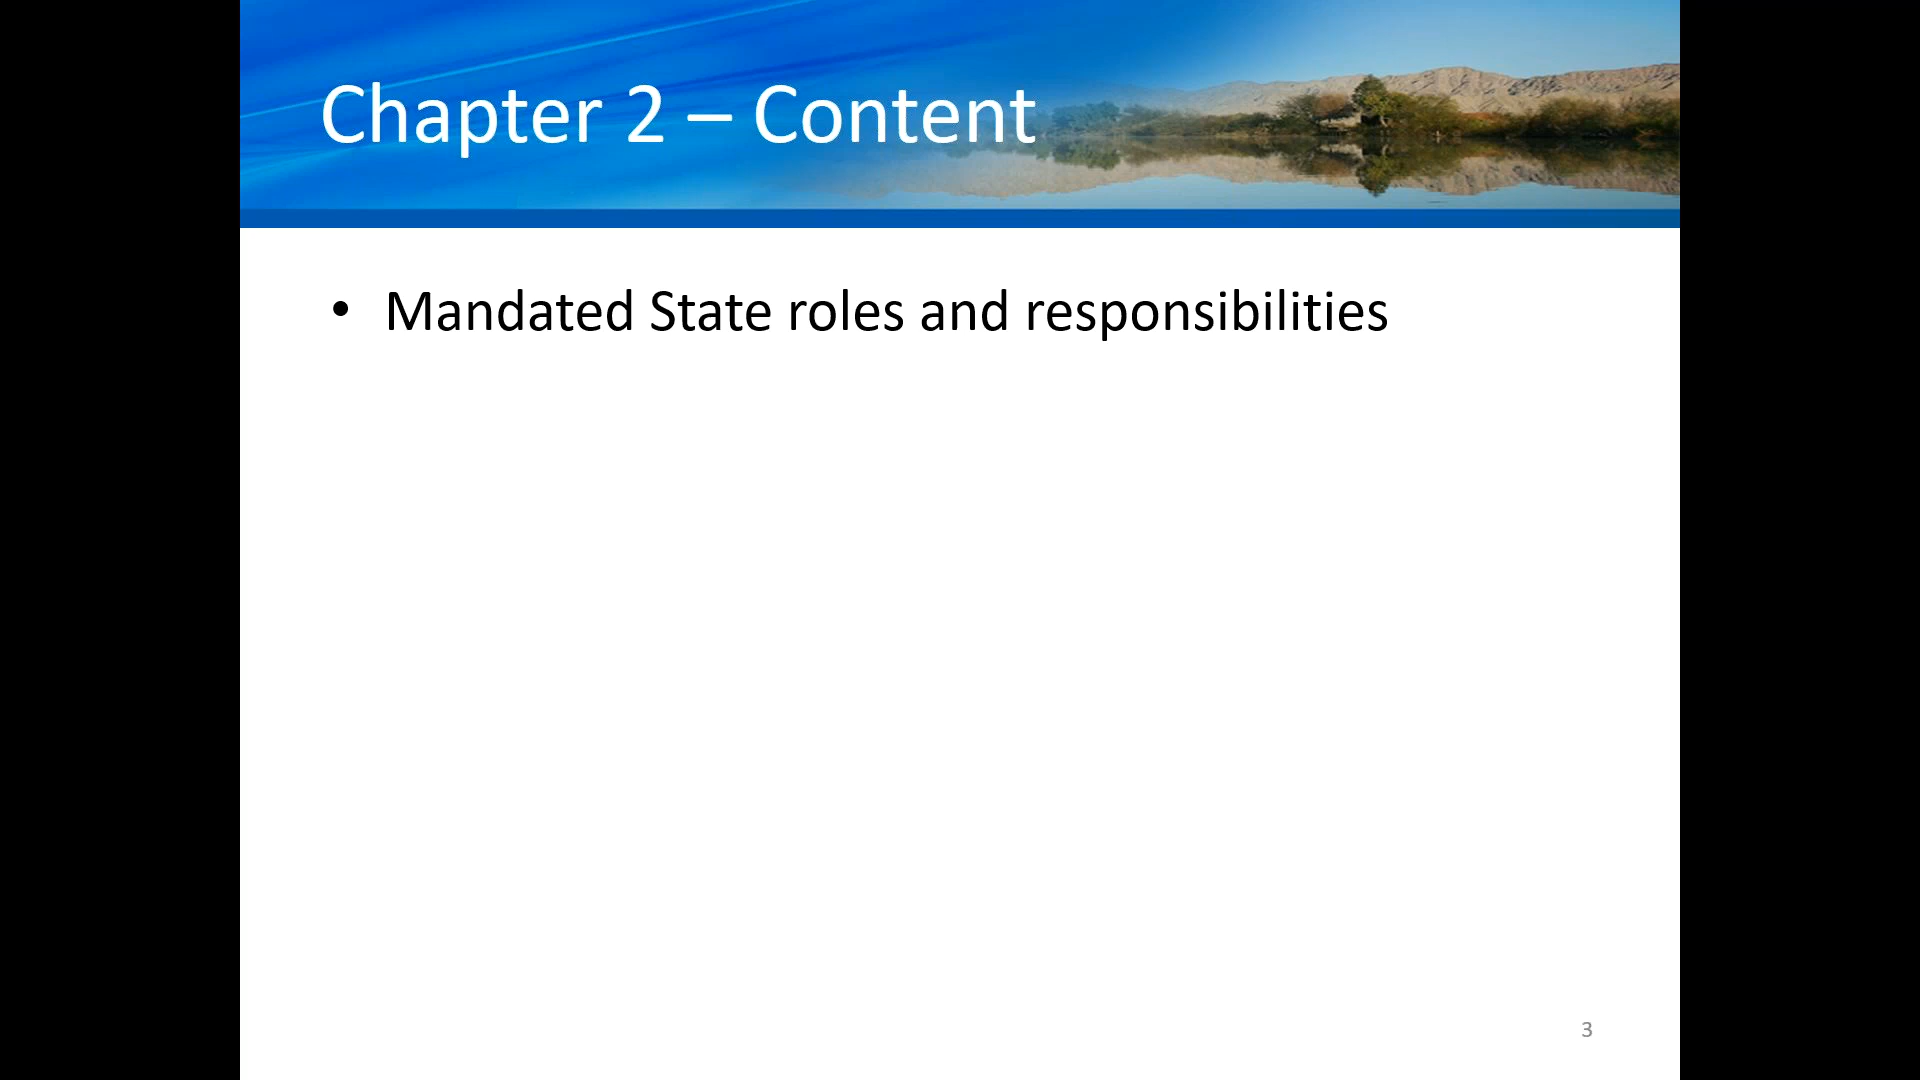 Chapter 2 – Content
• Mandated State roles and responsibilities
3